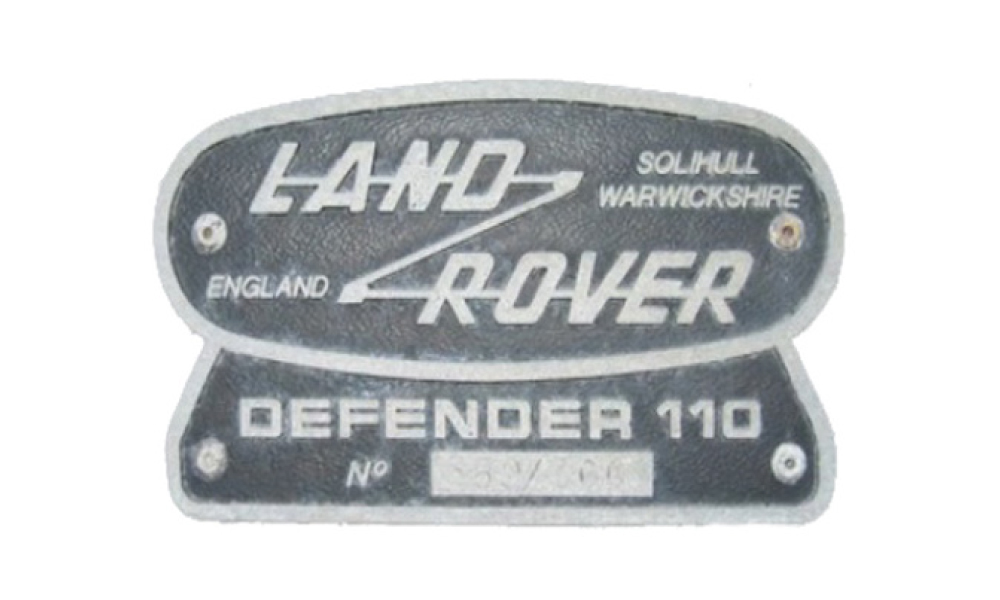 LAND
SOLIHULL
WARWICKSHIRE
ENGLAND
ROVER
DEFENDER 110
Nº